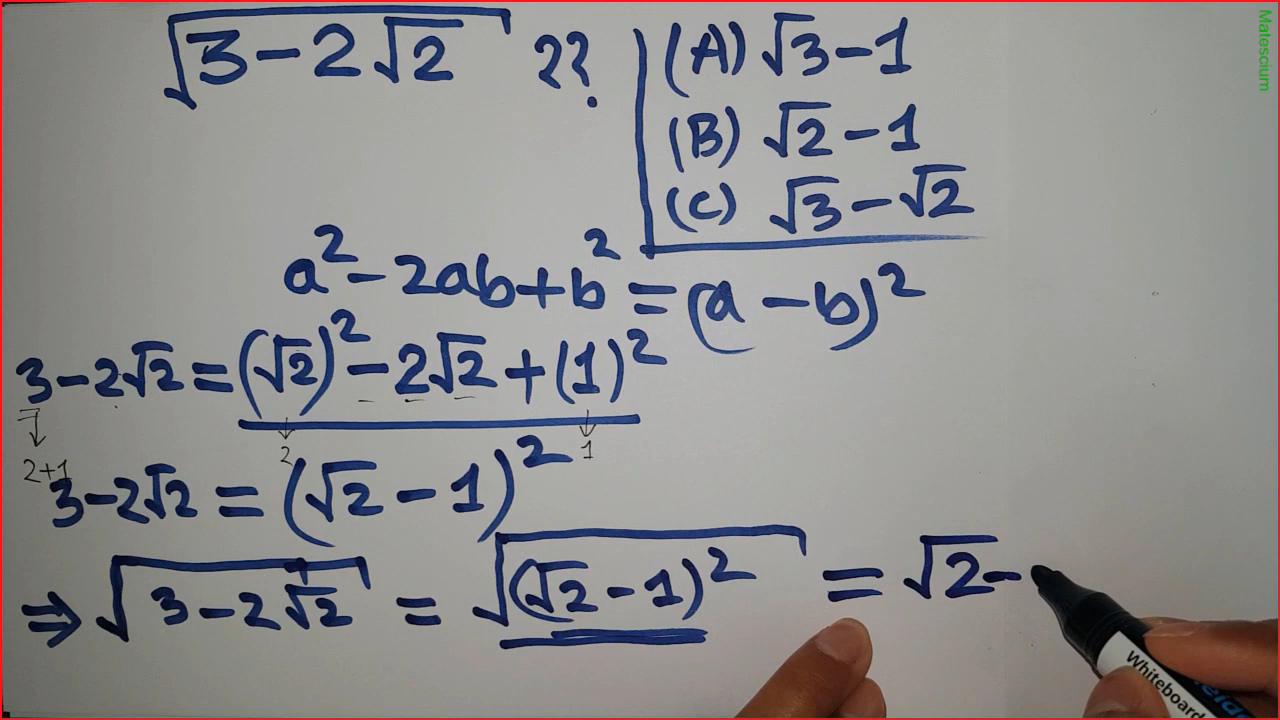 √(3-2√2) ??
(A) √3-1
(B) √2-1
(C) √3-√2
a²-2ab+b²=(a-b)²
3-2√2=(√2)²-2√2+(1)²
2+1
2
1
3-2√2=(√2-1)²
⇒√(3-2√2) = √((√2-1)²) = √2-
Whiteboard
Matescium